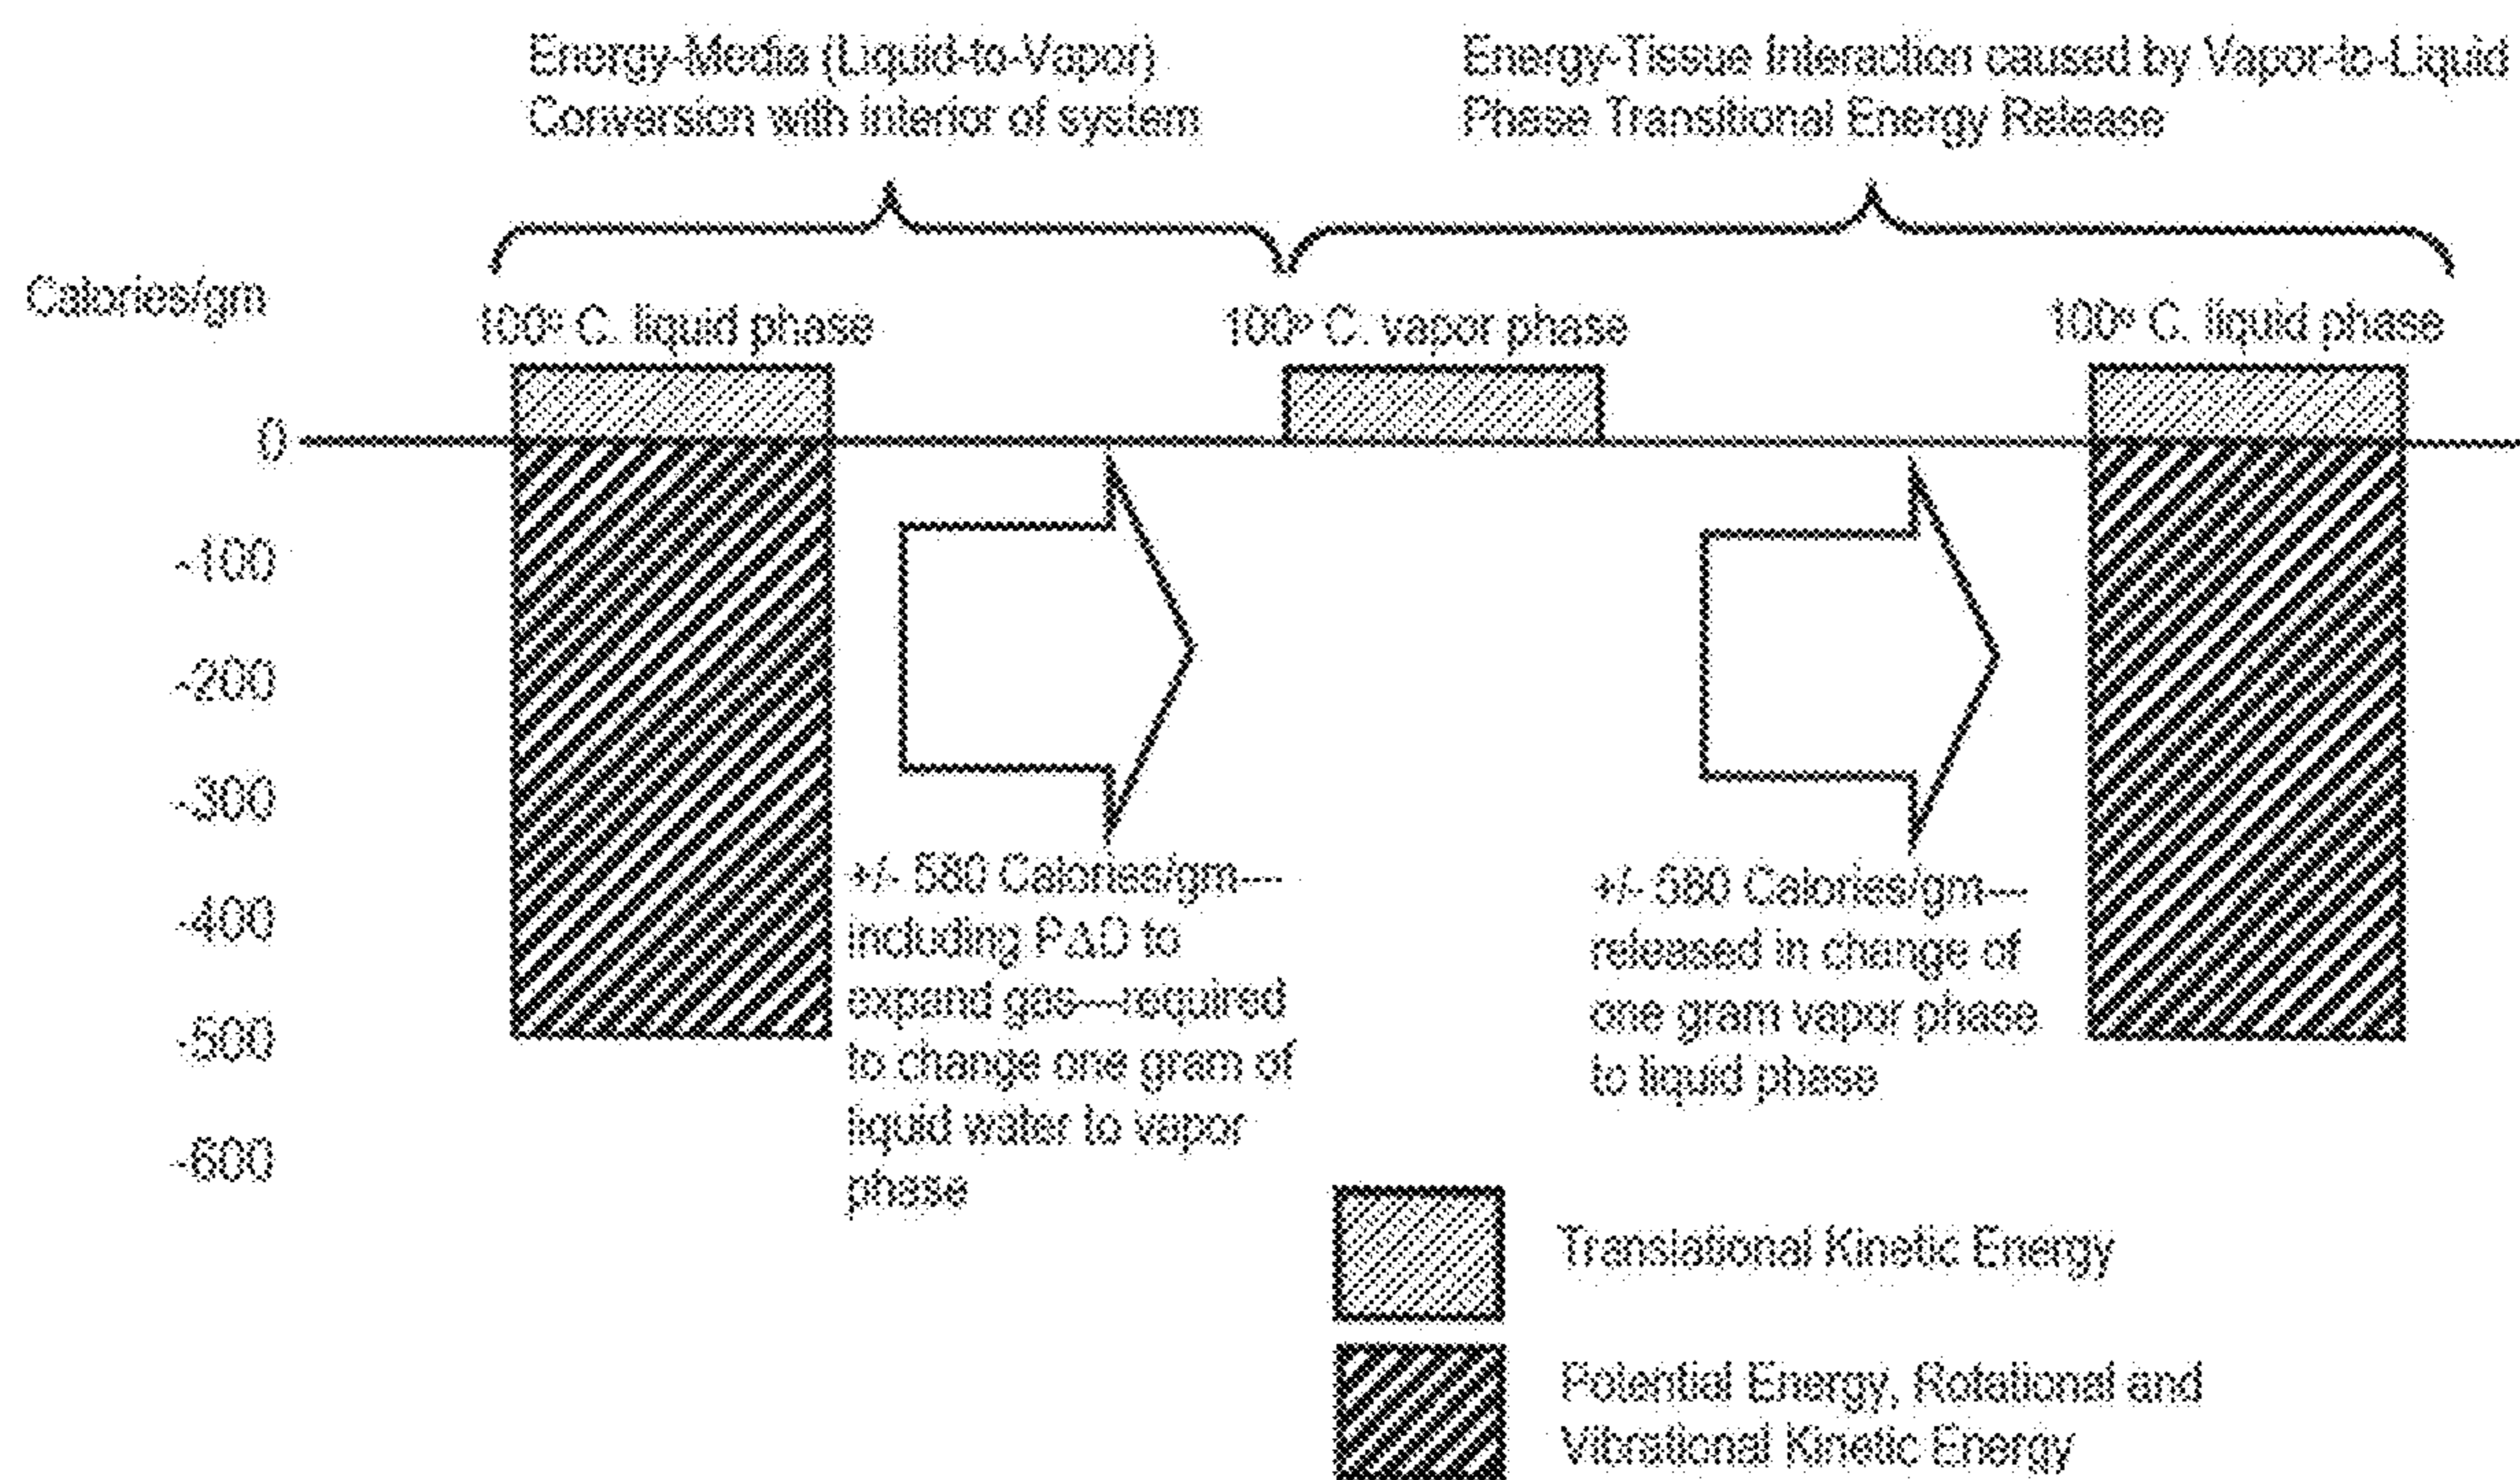 Energy-Media (Liquid-to-Vapor)
Conversion with interior of system
Energy-Tissue Interaction caused by Vapor-to-Liquid
Phase Transitional Energy Release
Calories/gm
100º C. liquid phase
100º C. vapor phase
100º C. liquid phase
0
-100
-200
-300
-400
-500
-600
+/- 580 Calories/gm—
including PΔD to
expand gas—required
to change one gram of
liquid water to vapor
phase
+/- 580 Calories/gm—
released in change of
one gram vapor phase
to liquid phase
Translational Kinetic Energy
Potential Energy, Rotational and
Vibrational Kinetic Energy